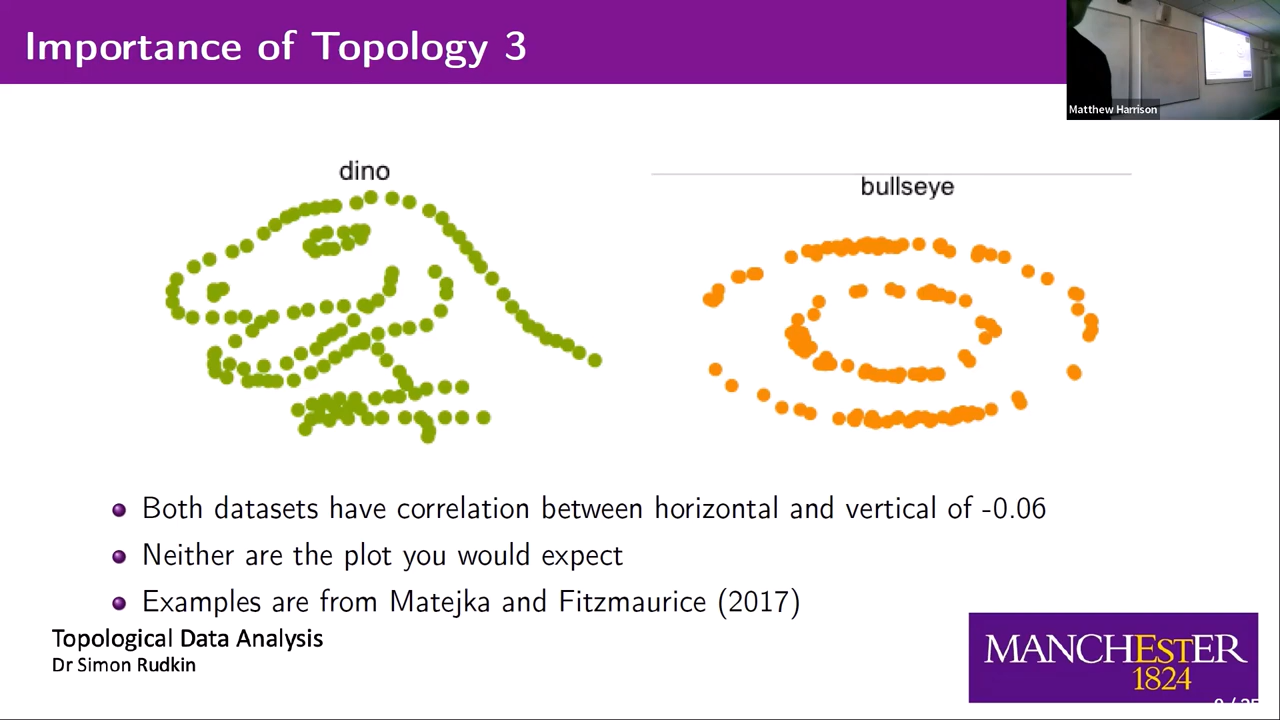 Importance of Topology 3
Matthew Harrison
dino
bullseye
Both datasets have correlation between horizontal and vertical of -0.06
Neither are the plot you would expect
Examples are from Matejka and Fitzmaurice (2017)
Topological Data Analysis
Dr Simon Rudkin
MANCHESTER
1824